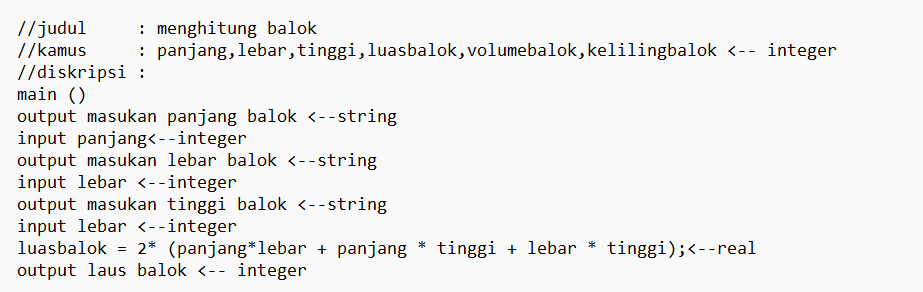 //judul     : menghitung balok
//kamus     : panjang,lebar,tinggi,luasbalok,volumebalok,kelilingbalok <-- integer
//diskripsi :
main ()
output masukan panjang balok <--string
input panjang<--integer
output masukan lebar balok <--string
input lebar <--integer
output masukan tinggi balok <--string
input lebar <--integer
luasbalok = 2* (panjang*lebar + panjang * tinggi + lebar * tinggi);<--real
output laus balok <-- integer